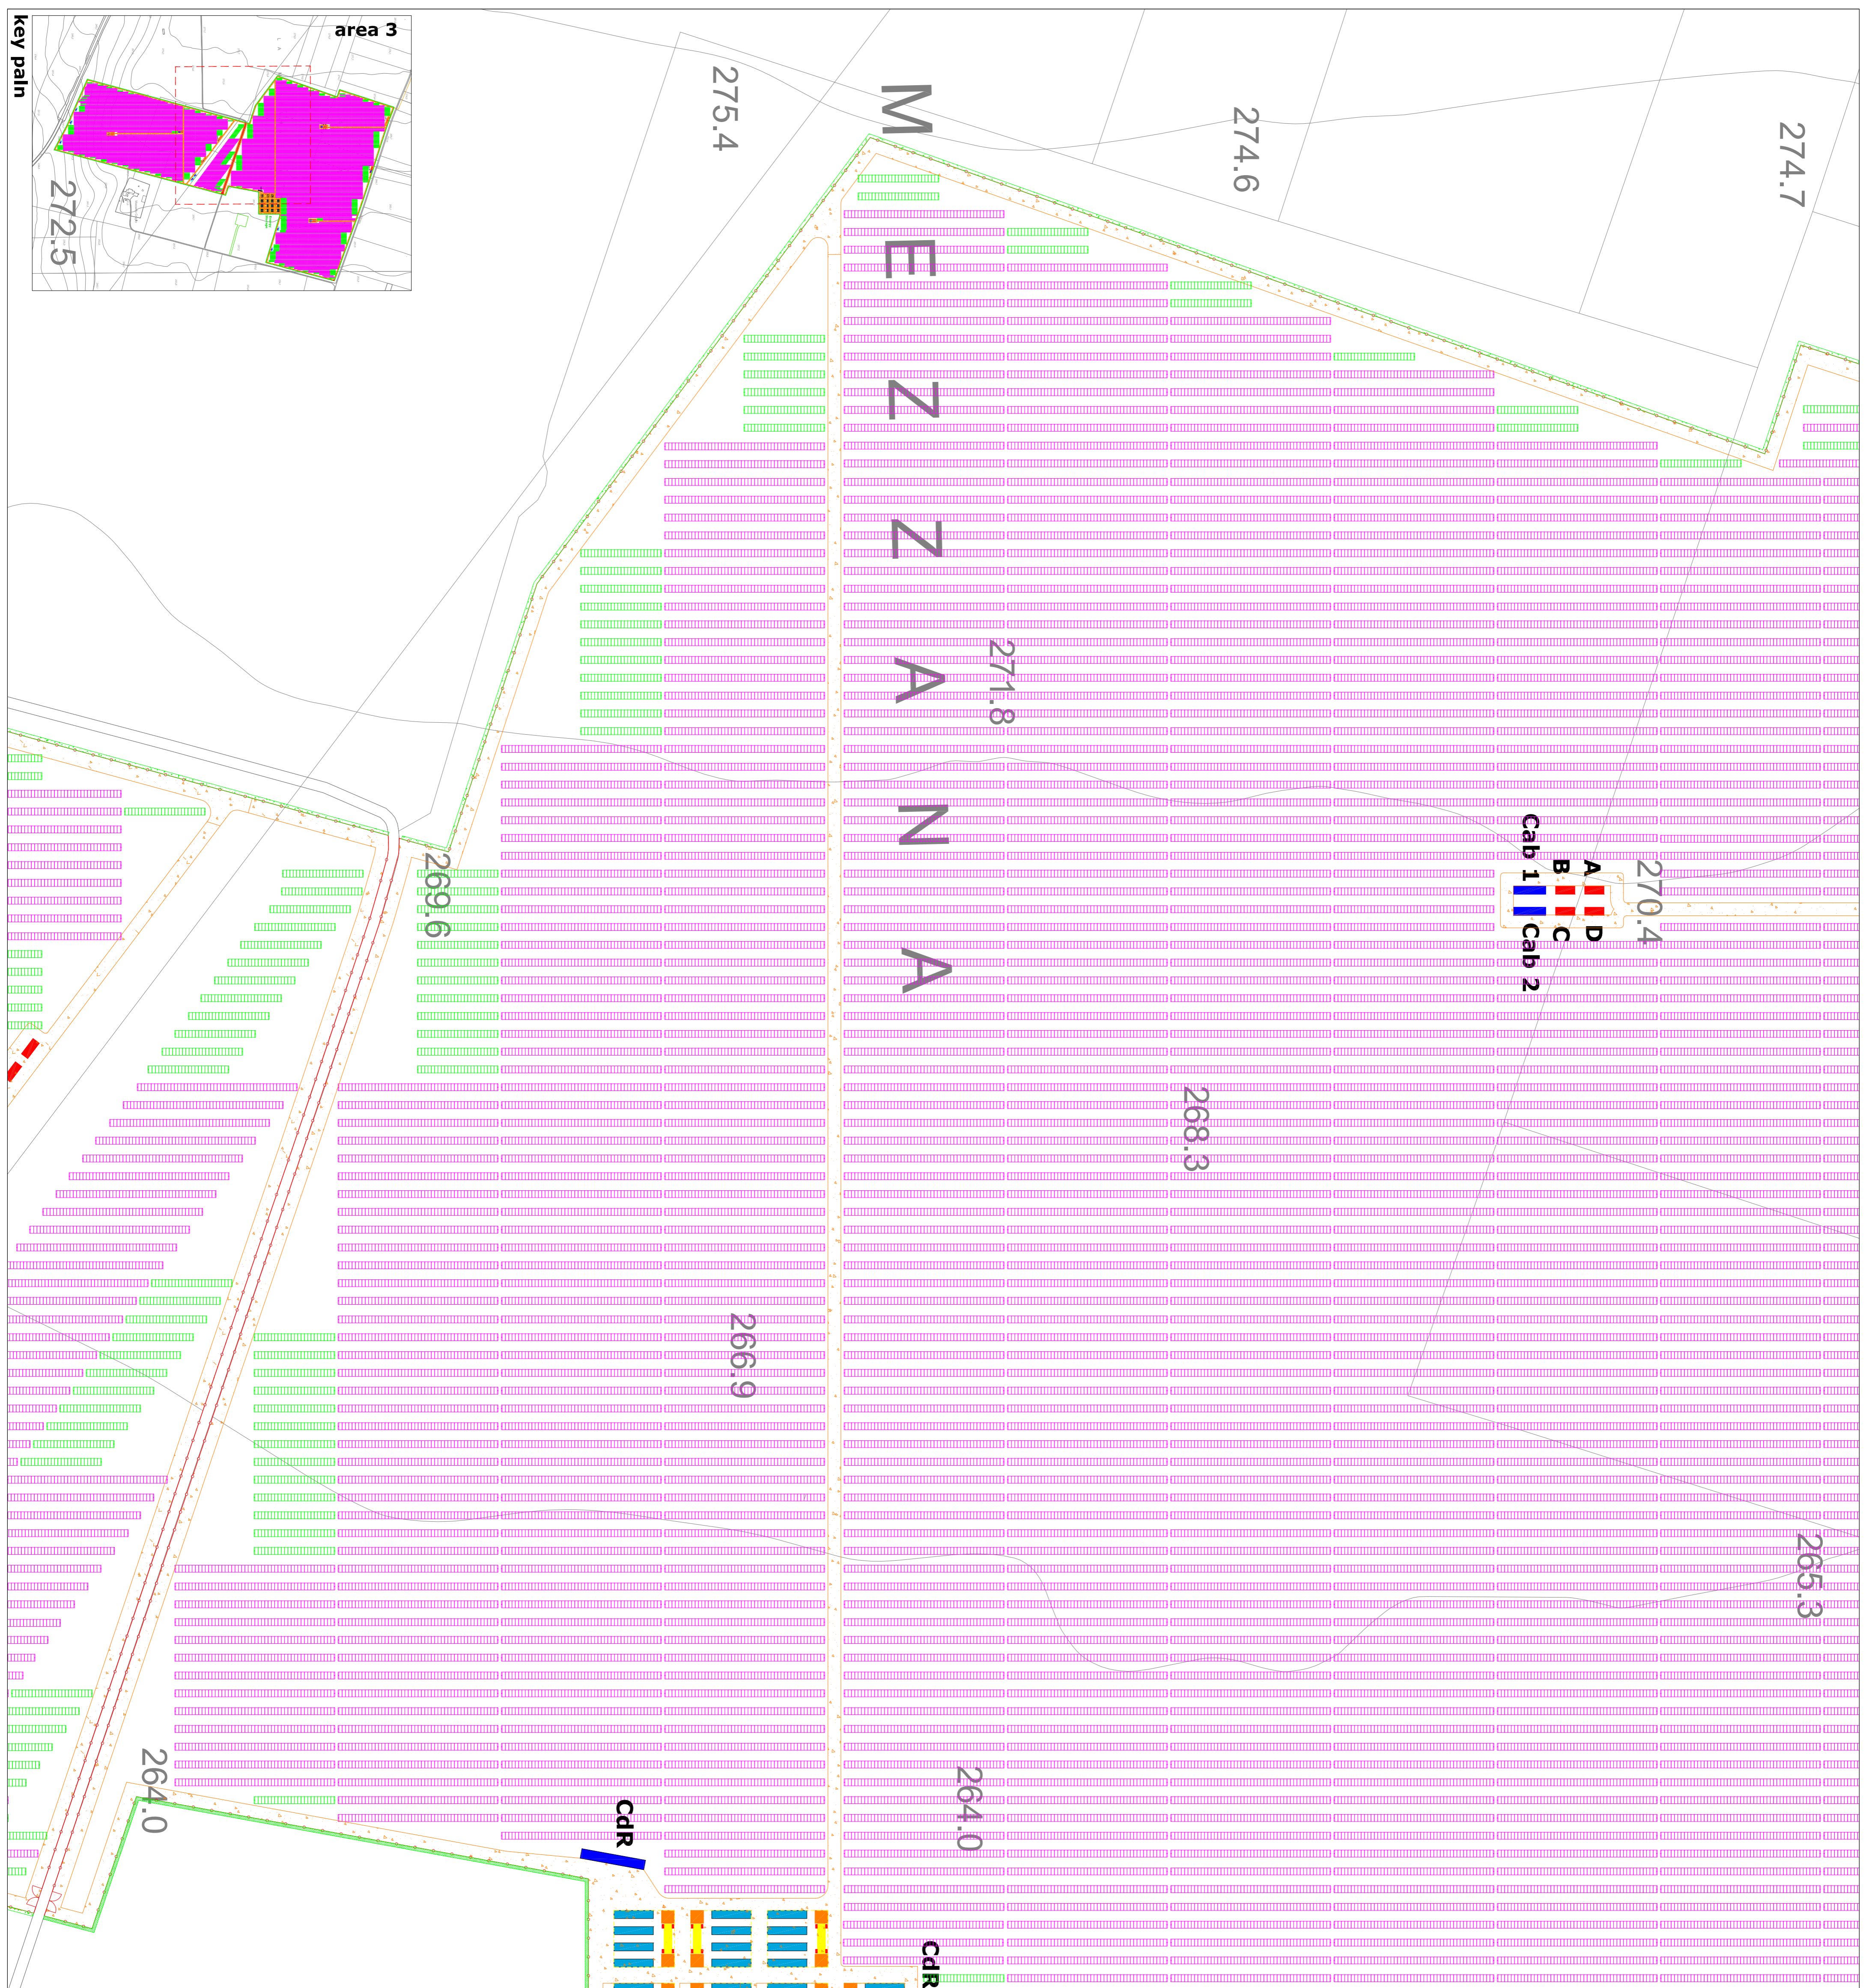 area 3
key paln
272.5
275.4
274.6
274.7
MEZZANA
271.8
269.6
270.4
Cab 1
B
A
Cab 2
C
D
268.3
266.9
265.3
264.0
264.0
CdR
CdR